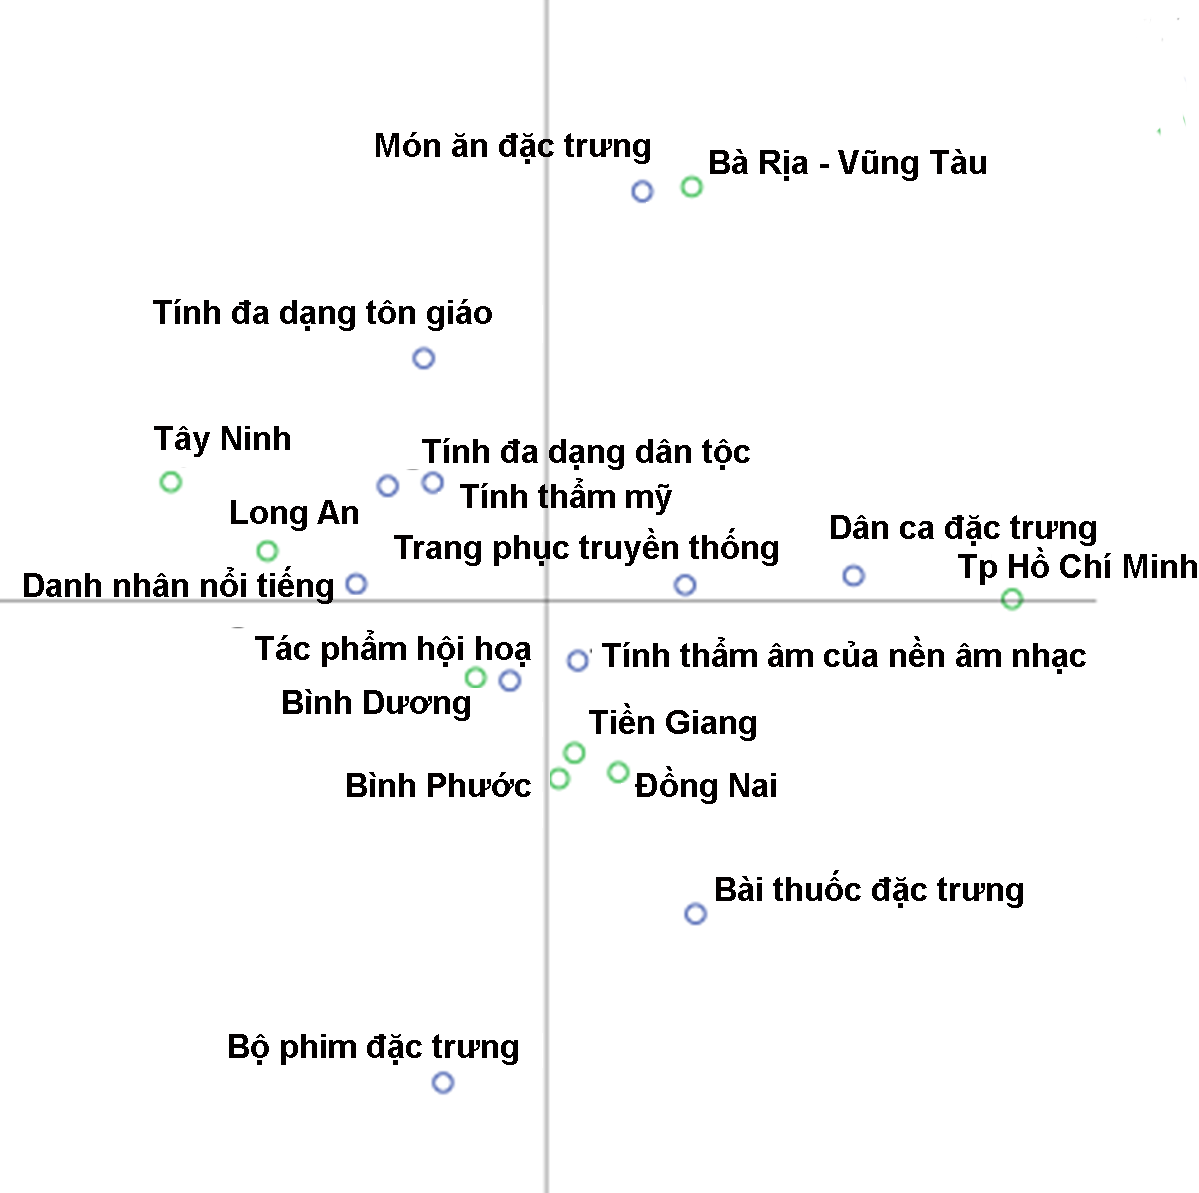 Món ăn đặc trưng
Bà Rịa - Vũng Tàu
Tính đa dạng tôn giáo
Tây Ninh
Tính đa dạng dân tộc
Tính thẩm mỹ
Long An
Dân ca đặc trưng
Trang phục truyền thống
Tp Hồ Chí Minh
Danh nhân nổi tiếng
Tác phẩm hội hoạ
Tính thẩm âm của nền âm nhạc
Bình Dương
Tiền Giang
Bình Phước
Đồng Nai
Bài thuốc đặc trưng
Bộ phim đặc trưng